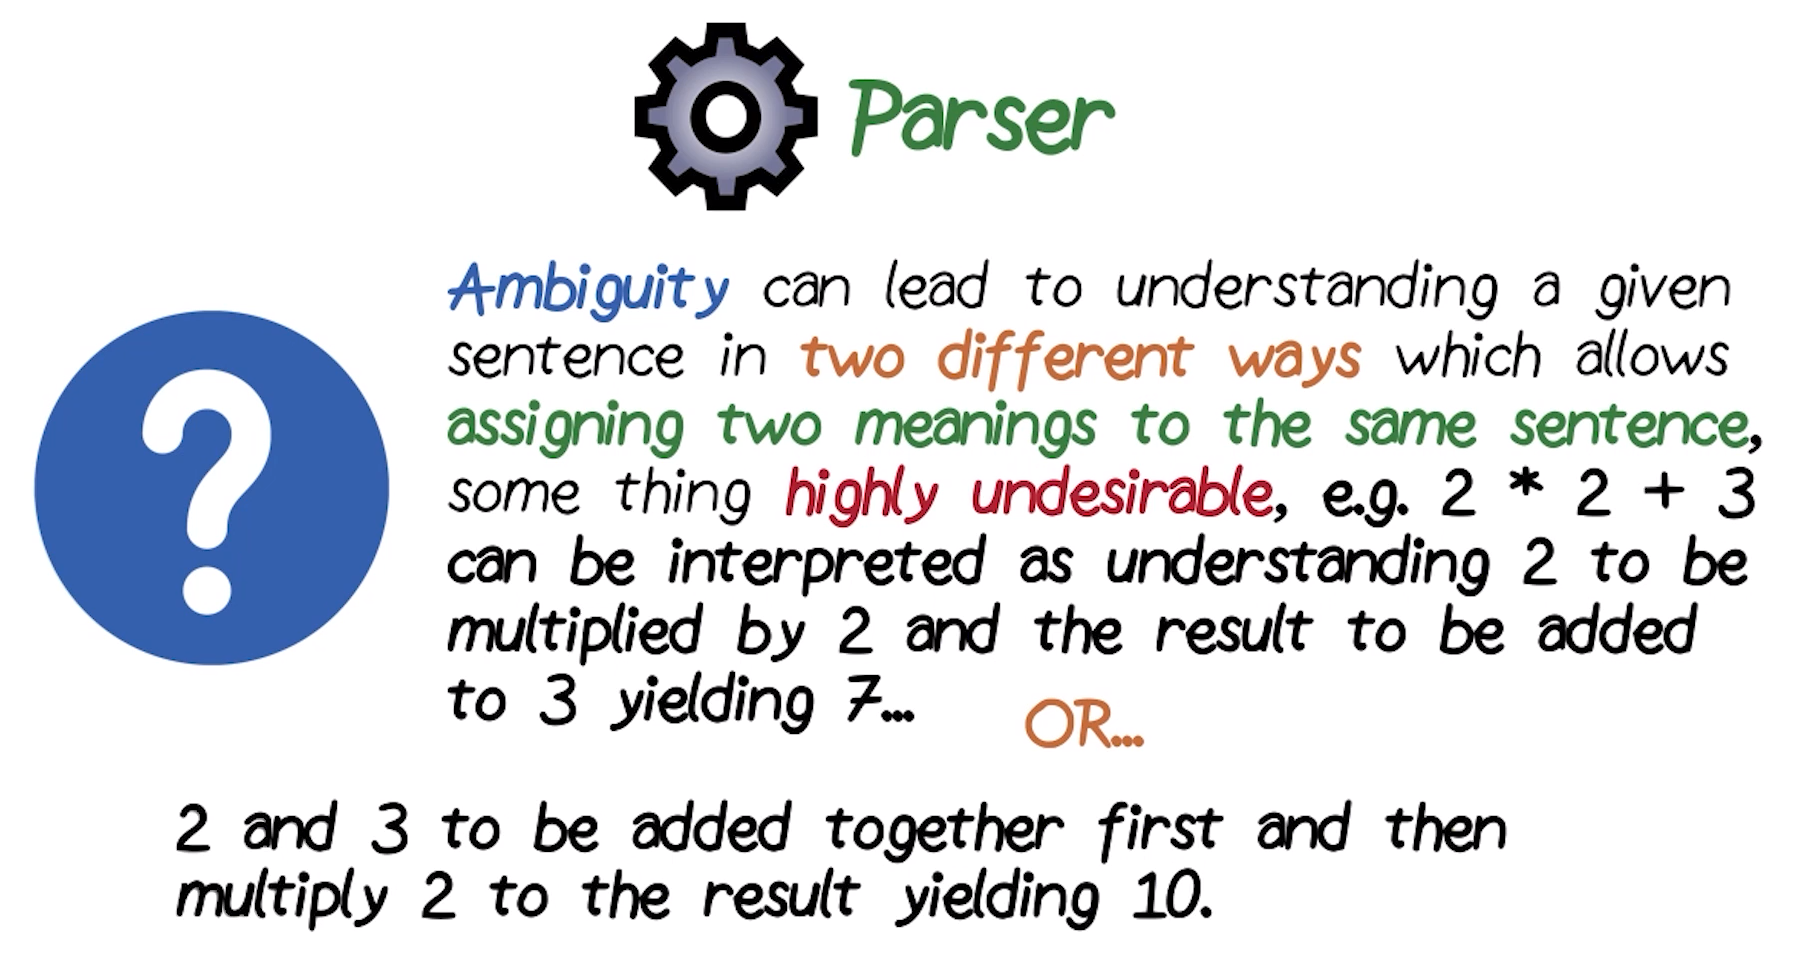 Parser
Ambiguity can lead to understanding a given
sentence in two different ways which allows
assigning two meanings to the same sentence,
some thing highly undesirable, e.g. 2 * 2 + 3
can be interpreted as understanding 2 to be
multiplied by 2 and the result to be added
to 3 yielding 7...
OR...
2 and 3 to be added together first and then
multiply 2 to the result yielding 10.